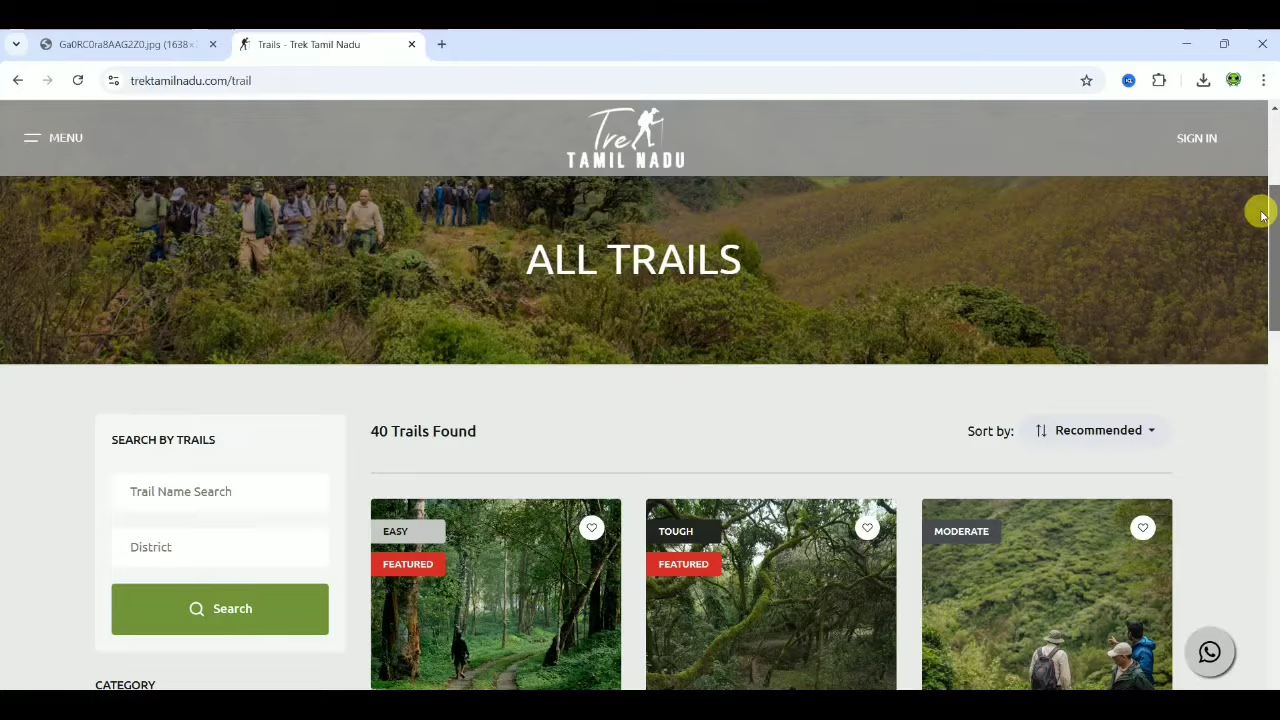 Ga0RC0ra8AAG2Z0.jpg (1638×
Trails - Trek Tamil Nadu
trektamilnadu.com/trail
MENU
Trek
TAMIL NADU
SIGN IN
ALL TRAILS
SEARCH BY TRAILS
40 Trails Found
Sort by:
Recommended
Trail Name Search
District
Search
EASY
FEATURED
TOUGH
FEATURED
MODERATE
CATEGORY